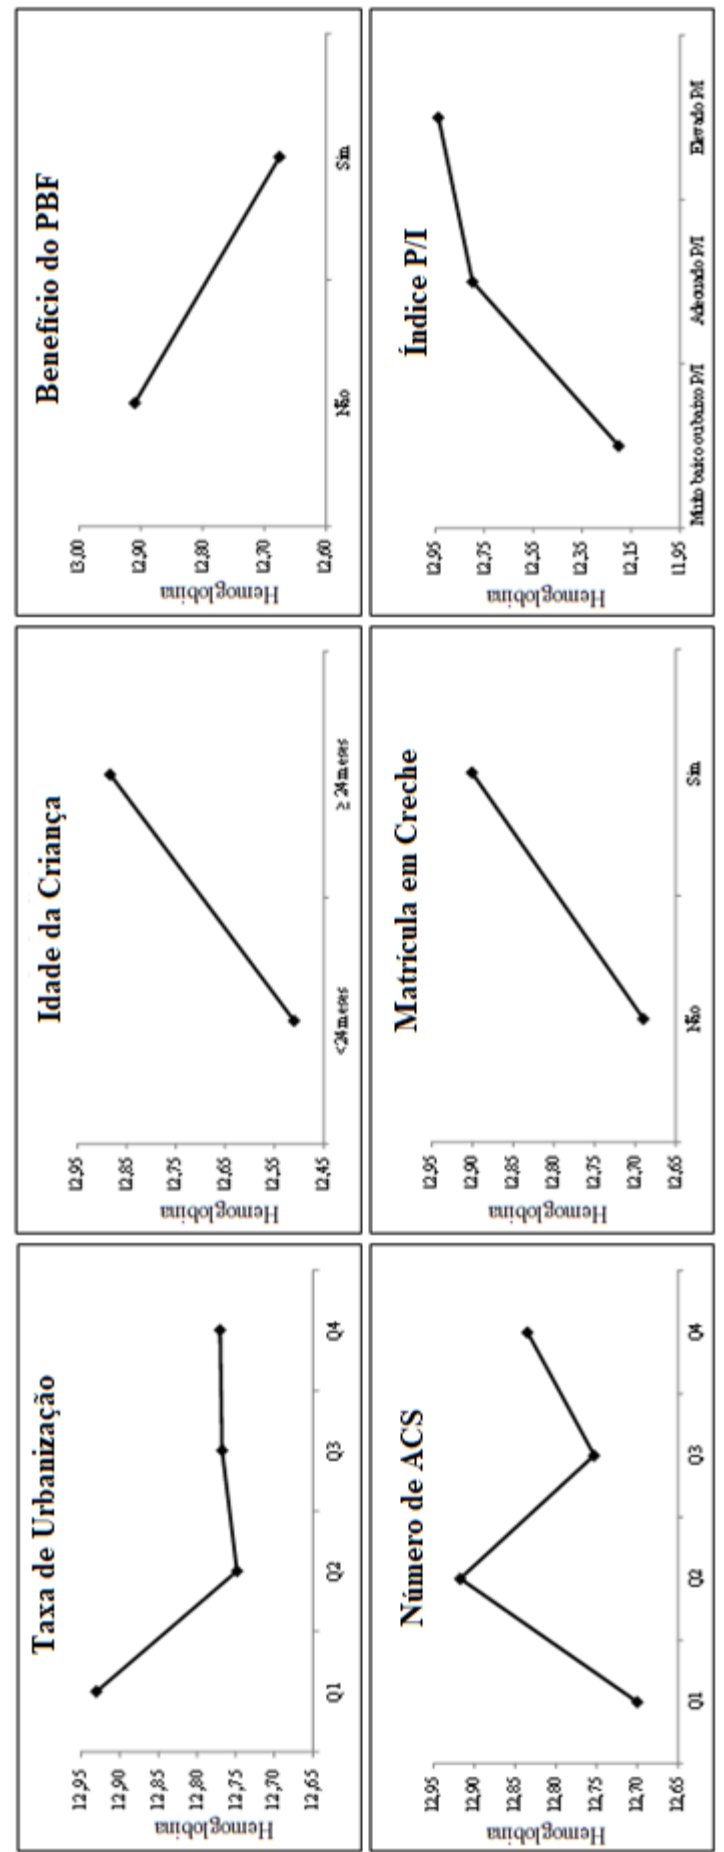 Taxa de Urbanização
Hemoglobina
12,95
12,90
12,85
12,80
12,75
12,70
12,65
Q1 Q2 Q3 Q4
Idade da Criança
Hemoglobina
12,95
12,85
12,75
12,65
12,55
12,45
<24meses ≥ 24meses
Benefício do PBF
Hemoglobina
13,00
12,90
12,80
12,70
12,60
Não Sim
Número de ACS
Hemoglobina
12,95
12,90
12,85
12,80
12,75
12,70
12,65
Q1 Q2 Q3 Q4
Matrícula em Creche
Hemoglobina
12,95
12,90
12,85
12,80
12,75
12,70
12,65
Não Sim
Índice P/I
Hemoglobina
12,95
12,75
12,55
12,35
12,15
11,95
Muito baixo ou baixo P/I Adequado P/I Elevado P/I